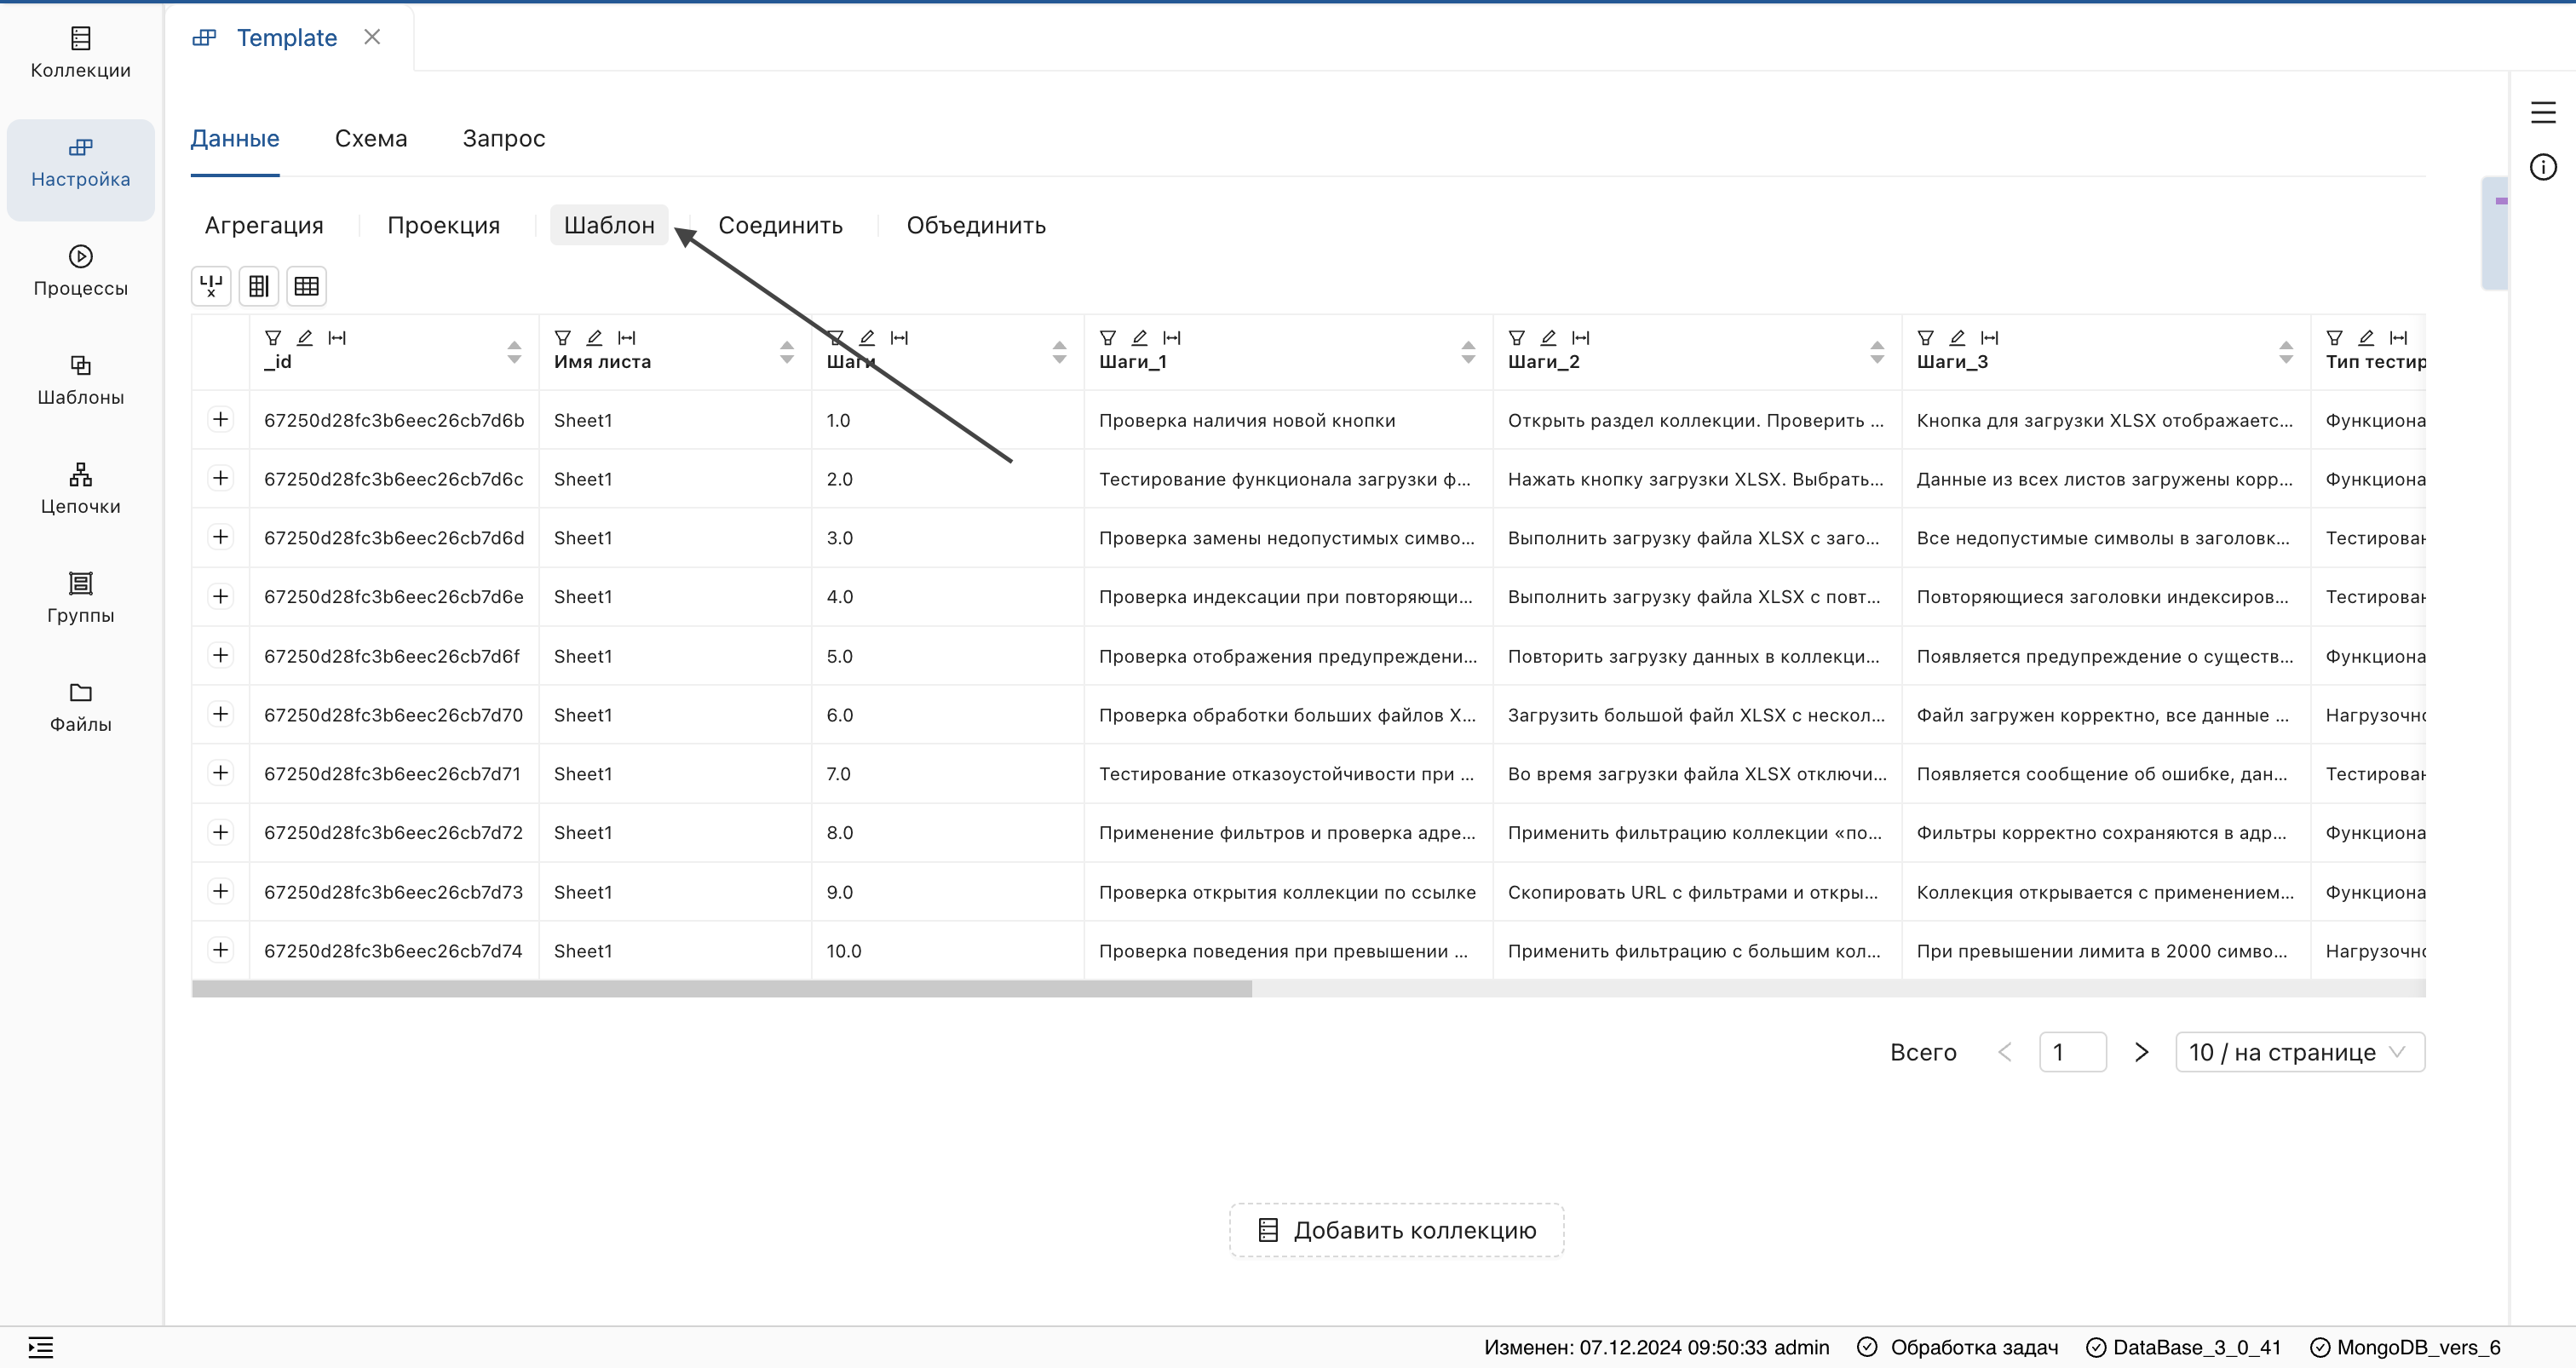 Template
Коллекции
Настройка
Процессы
Шаблоны
Цепочки
Группы
Файлы
Данные Схема Запрос
Агрегация Проекция Шаблон Соединить Объединить
_id Имя листа Шаги Шаги_1 Шаги_2 Шаги_3 Тип тестир
67250d28fc3b6eec26cb7d6b Sheet1 1.0 Проверка наличия новой кнопки Открыть раздел коллекции. Проверить ... Кнопка для загрузки XLSX отображаетс... Функциона
67250d28fc3b6eec26cb7d6c Sheet1 2.0 Тестирование функционала загрузки ф... Нажать кнопку загрузки XLSX. Выбрать... Данные из всех листов загружены корр... Функциона
67250d28fc3b6eec26cb7d6d Sheet1 3.0 Проверка замены недопустимых симво... Выполнить загрузку файла XLSX с заго... Все недопустимые символы в заголовк... Тестирован
67250d28fc3b6eec26cb7d6e Sheet1 4.0 Проверка индексации при повторяющи... Выполнить загрузку файла XLSX с повт... Повторяющиеся заголовки индексиров... Тестирован
67250d28fc3b6eec26cb7d6f Sheet1 5.0 Проверка отображения предупреждени... Повторить загрузку данных в коллекци... Появляется предупреждение о существ... Функциона
67250d28fc3b6eec26cb7d70 Sheet1 6.0 Проверка обработки больших файлов X... Загрузить большой файл XLSX с нескол... Файл загружен корректно, все данные ... Нагрузочно
67250d28fc3b6eec26cb7d71 Sheet1 7.0 Тестирование отказоустойчивости при ... Во время загрузки файла XLSX отключи... Появляется сообщение об ошибке, дан... Тестирован
67250d28fc3b6eec26cb7d72 Sheet1 8.0 Применение фильтров и проверка адре... Применить фильтрацию коллекции «по... Фильтры корректно сохраняются в адр... Функциона
67250d28fc3b6eec26cb7d73 Sheet1 9.0 Проверка открытия коллекции по ссылке Скопировать URL с фильтрами и откры... Коллекция открывается с применением... Функциона
67250d28fc3b6eec26cb7d74 Sheet1 10.0 Проверка поведения при превышении ... Применить фильтрацию с большим кол... При превышении лимита в 2000 симво... Нагрузочно
Всего 1 10 / на странице
Добавить коллекцию
Изменен: 07.12.2024 09:50:33 admin Обработка задач DataBase_3_0_41 MongoDB_vers_6